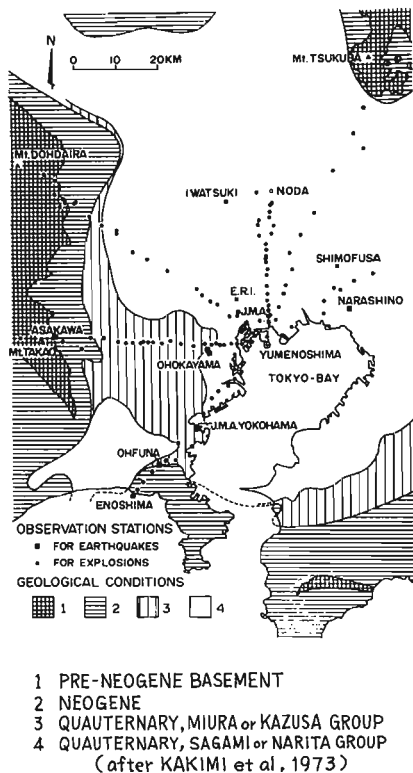 N
0 10 20KM
Mt.TSUKUBA
Mt.DOHDAIRA
IWATSUKI
NODA
SHIMOFUSA
E.R.I.
NARASHINO
J.M.A.
ASAKAWA
Mt.TAKAO
YUMENOSHIMA
OHOKAYAMA
TOKYO-BAY
J.M.A.YOKOHAMA
OHFUNA
ENOSHIMA
OBSERVATION STATIONS
FOR EARTHQUAKES
FOR EXPLOSIONS
GEOLOGICAL CONDITIONS
1 2 3 4
1 PRE-NEOGENE BASEMENT
2 NEOGENE
3 QUAUTERNARY, MIURA or KAZUSA GROUP
4 QUAUTERNARY, SAGAMI or NARITA GROUP
(after KAKIMI et al, 1973)